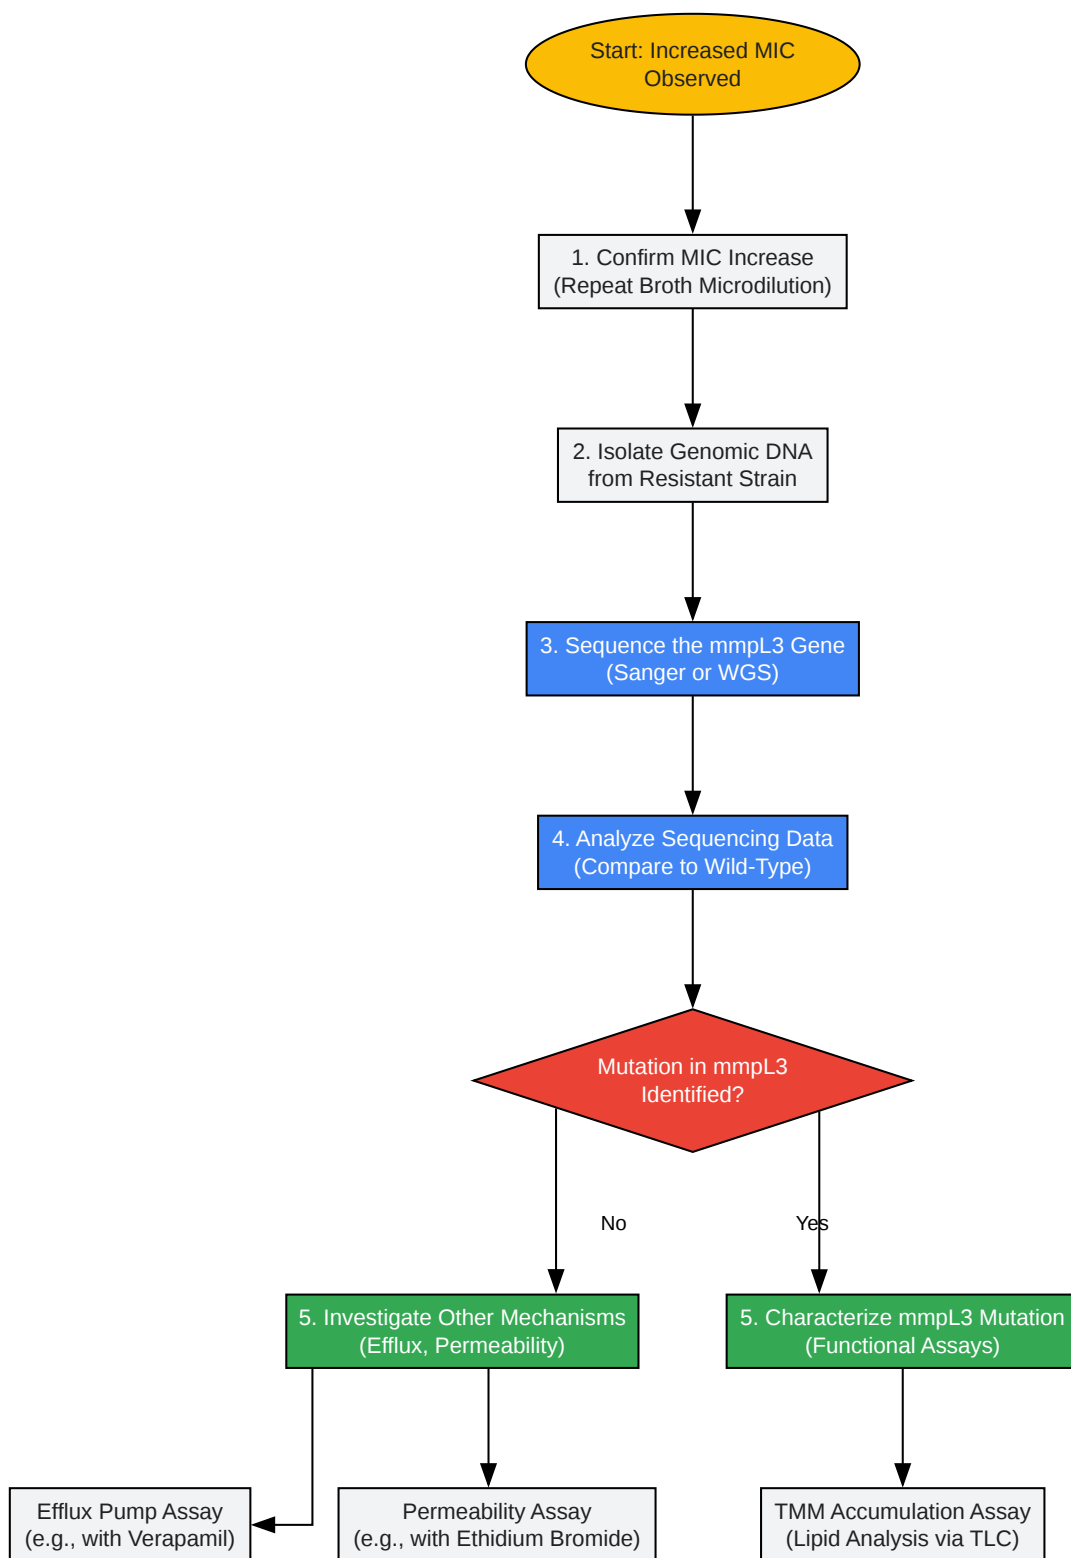 Start: Increased MIC
Observed
1. Confirm MIC Increase
(Repeat Broth Microdilution)
2. Isolate Genomic DNA
from Resistant Strain
3. Sequence the mmpL3 Gene
(Sanger or WGS)
4. Analyze Sequencing Data
(Compare to Wild-Type)
Mutation in mmpL3
Identified?
No
Yes
5. Investigate Other Mechanisms
(Efflux, Permeability)
5. Characterize mmpL3 Mutation
(Functional Assays)
Efflux Pump Assay
(e.g., with Verapamil)
Permeability Assay
(e.g., with Ethidium Bromide)
TMM Accumulation Assay
(Lipid Analysis via TLC)